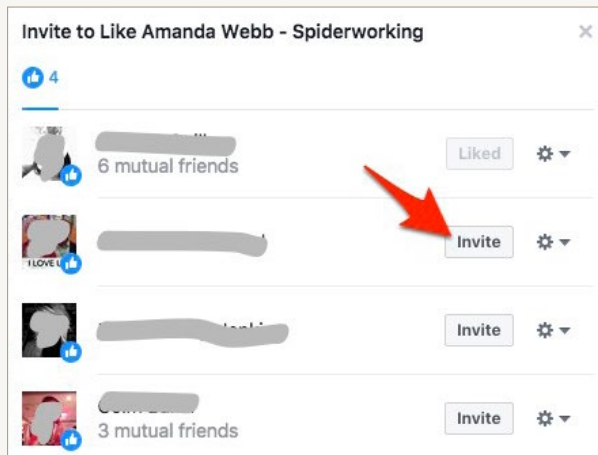 Invite to Like Amanda Webb - Spiderworking
4
Liked
6 mutual friends
Invite
I LOVE
Invite
Invite
3 mutual friends